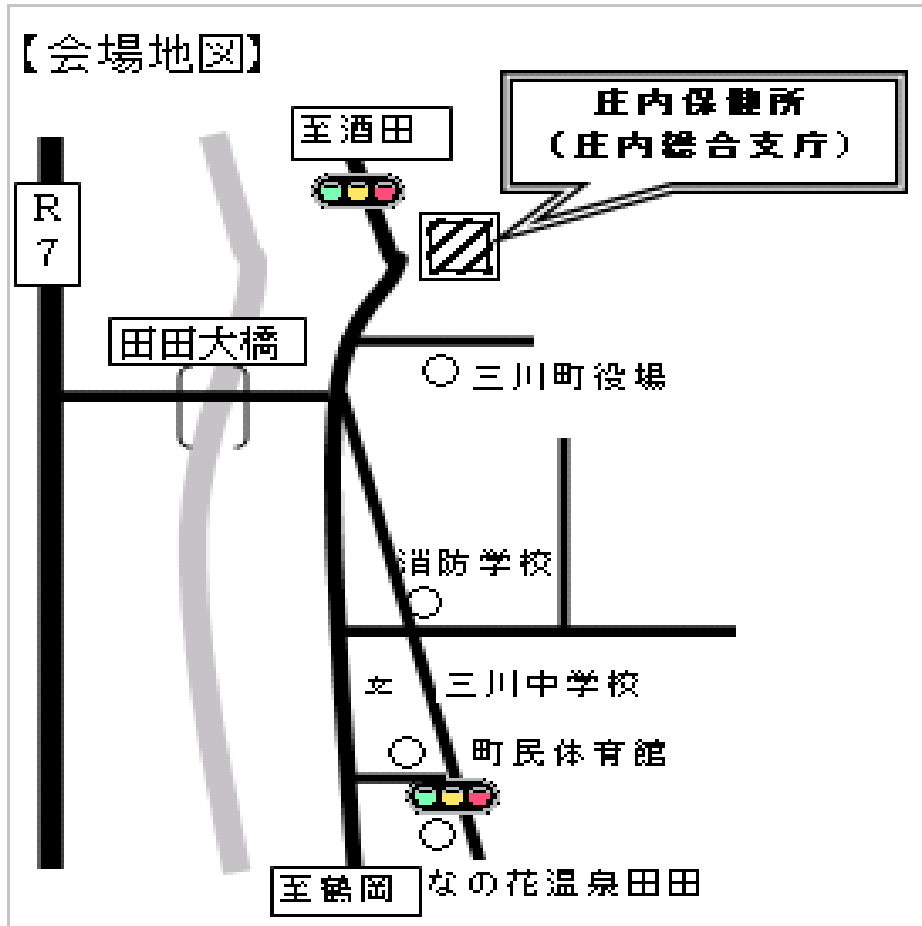 【会場地図】
庄内保健所
（庄内総合支庁）
至酒田
R
7
田田大橋
三川町役場
消防学校
文
三川中学校
町民体育館
至鶴岡
なの花温泉田田